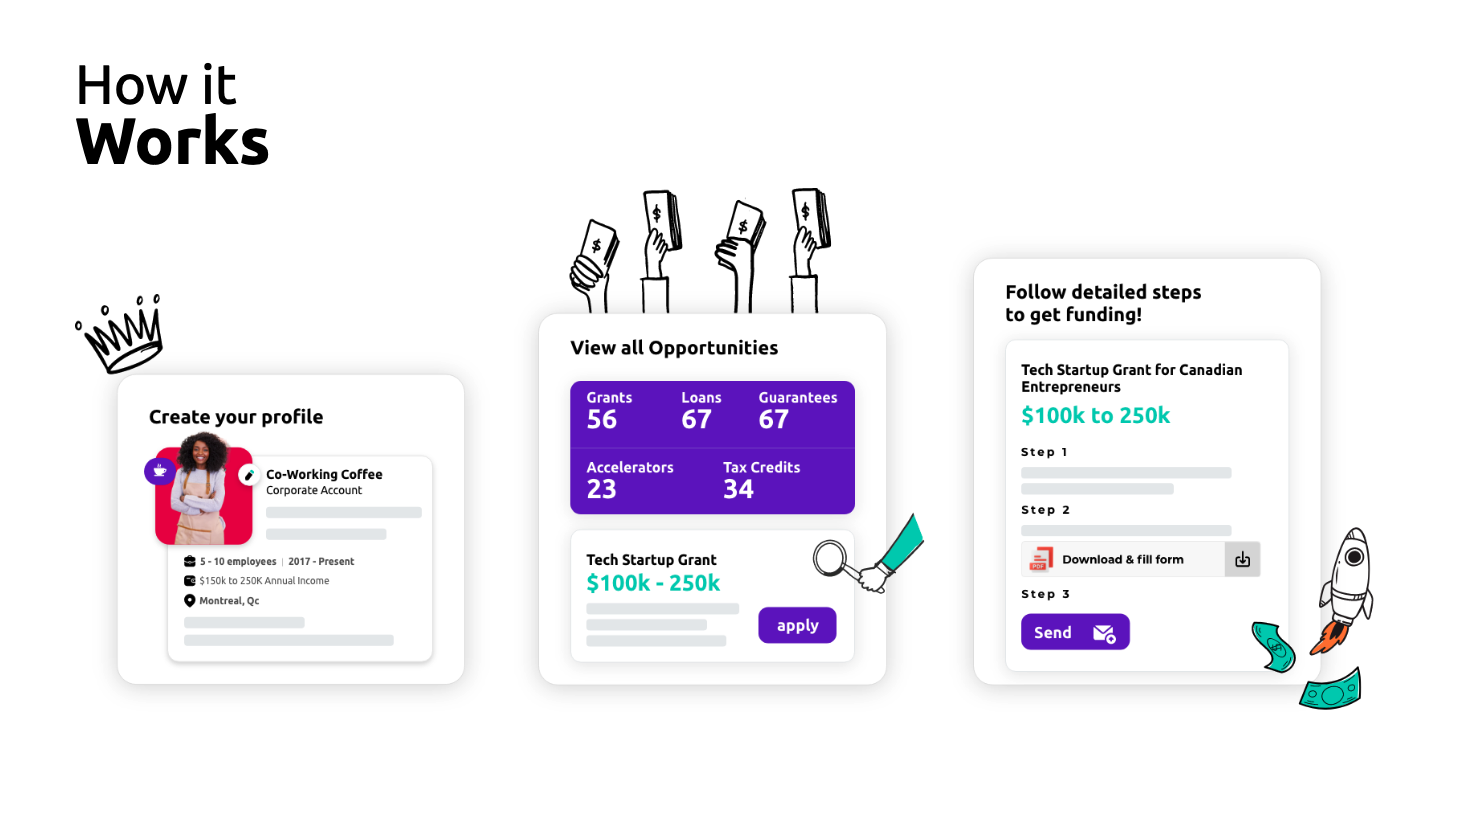 How it
Works
Create your profile
Co-Working Coffee
Corporate Account
5 - 10 employees | 2017 - Present
$150k to 250K Annual Income
Montreal, Qc
$ $ $ $
View all Opportunities
Grants Loans Guarantees
56 67 67
Accelerators Tax Credits
23 34
Tech Startup Grant
$100k - 250k
apply
Follow detailed steps
to get funding!
Tech Startup Grant for Canadian
Entrepreneurs
$100k to 250k
Step 1
Step 2
PDF Download & fill form
Step 3
Send
$